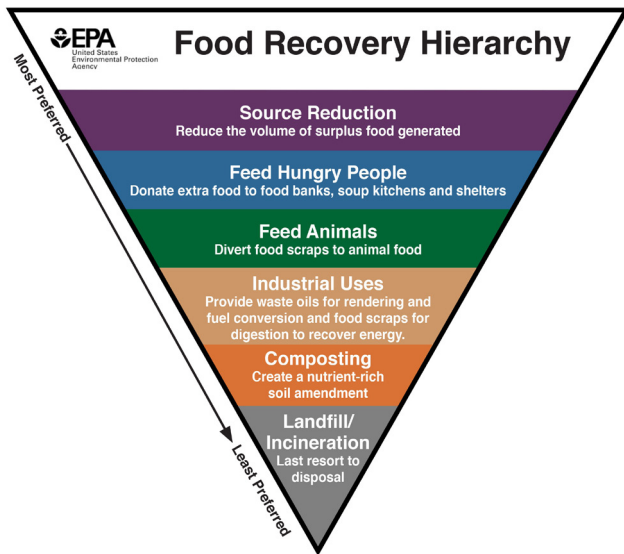 EPA
United States
Environmental Protection
Agency
Food Recovery Hierarchy
Most Preferred
Source Reduction
Reduce the volume of surplus food generated
Feed Hungry People
Donate extra food to food banks, soup kitchens and shelters
Feed Animals
Divert food scraps to animal food
Industrial Uses
Provide waste oils for rendering and
fuel conversion and food scraps for
digestion to recover energy.
Composting
Create a nutrient-rich
soil amendment
Landfill/
Incineration
Last resort to
disposal
Least Preferred